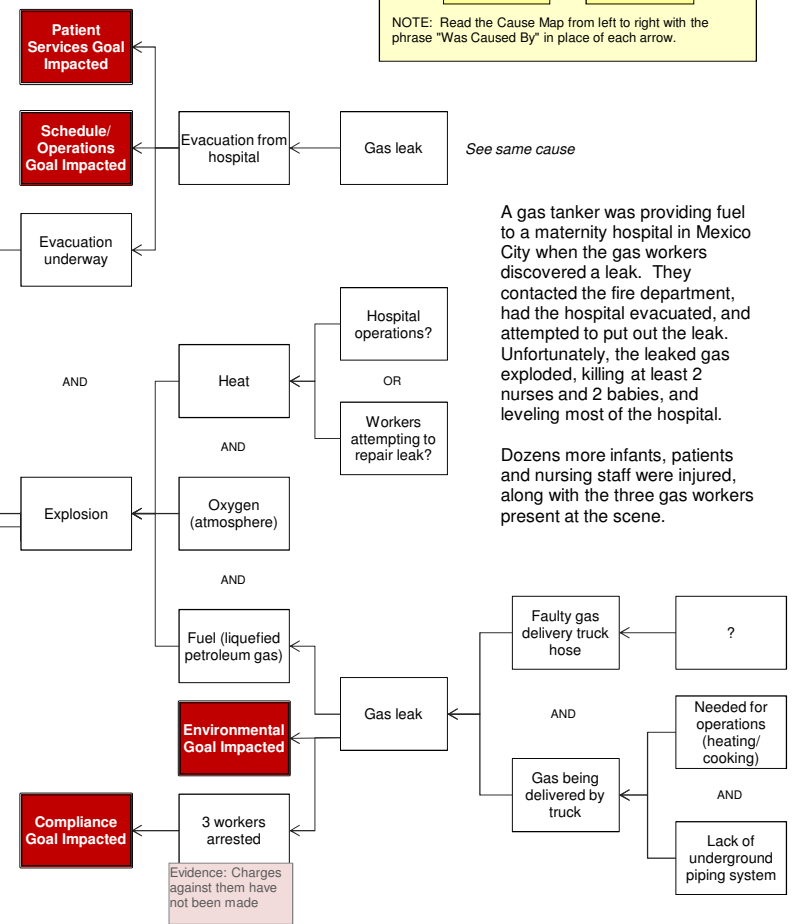 NOTE:  Read the Cause Map from left to right with the
phrase "Was Caused By" in place of each arrow.
Patient
Services Goal
Impacted
Schedule/
Operations
Goal Impacted
Evacuation from
hospital
Gas leak
See same cause
Evacuation
underway
A gas tanker was providing fuel
to a maternity hospital in Mexico
City when the gas workers
discovered a leak.  They
contacted the fire department,
had the hospital evacuated, and
attempted to put out the leak.
Unfortunately, the leaked gas
exploded, killing at least 2
nurses and 2 babies, and
leveling most of the hospital.
Dozens more infants, patients
and nursing staff were injured,
along with the three gas workers
present at the scene.
Hospital
operations?
AND
Heat
OR
Workers
attempting to
repair leak?
AND
Explosion
Oxygen
(atmosphere)
AND
Fuel (liquefied
petroleum gas)
Faulty gas
delivery truck
hose
?
Environmental
Goal Impacted
Gas leak
AND
Needed for
operations
(heating/
cooking)
Gas being
delivered by
truck
AND
Compliance
Goal Impacted
3 workers
arrested
Lack of
underground
piping system
Evidence: Charges
against them have
not been made